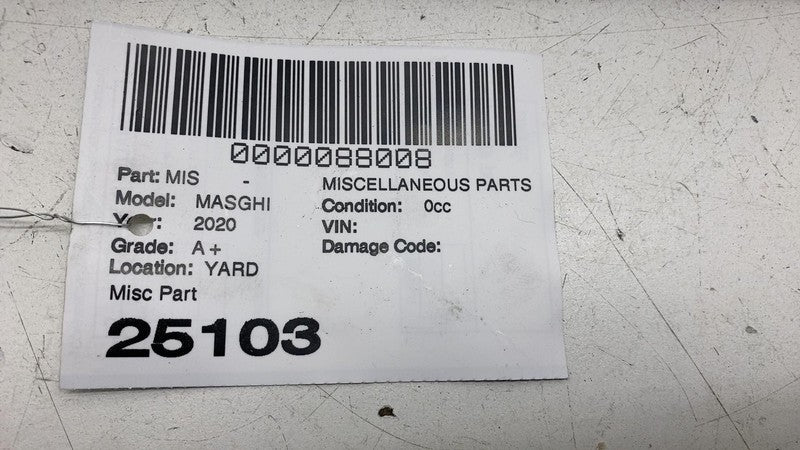 0000088008
Part: MIS - MISCELLANEOUS PARTS
Model: MASGHI Condition: 0cc
2020 VIN:
Grade: A+ Damage Code:
Location: YARD
Misc Part
25103